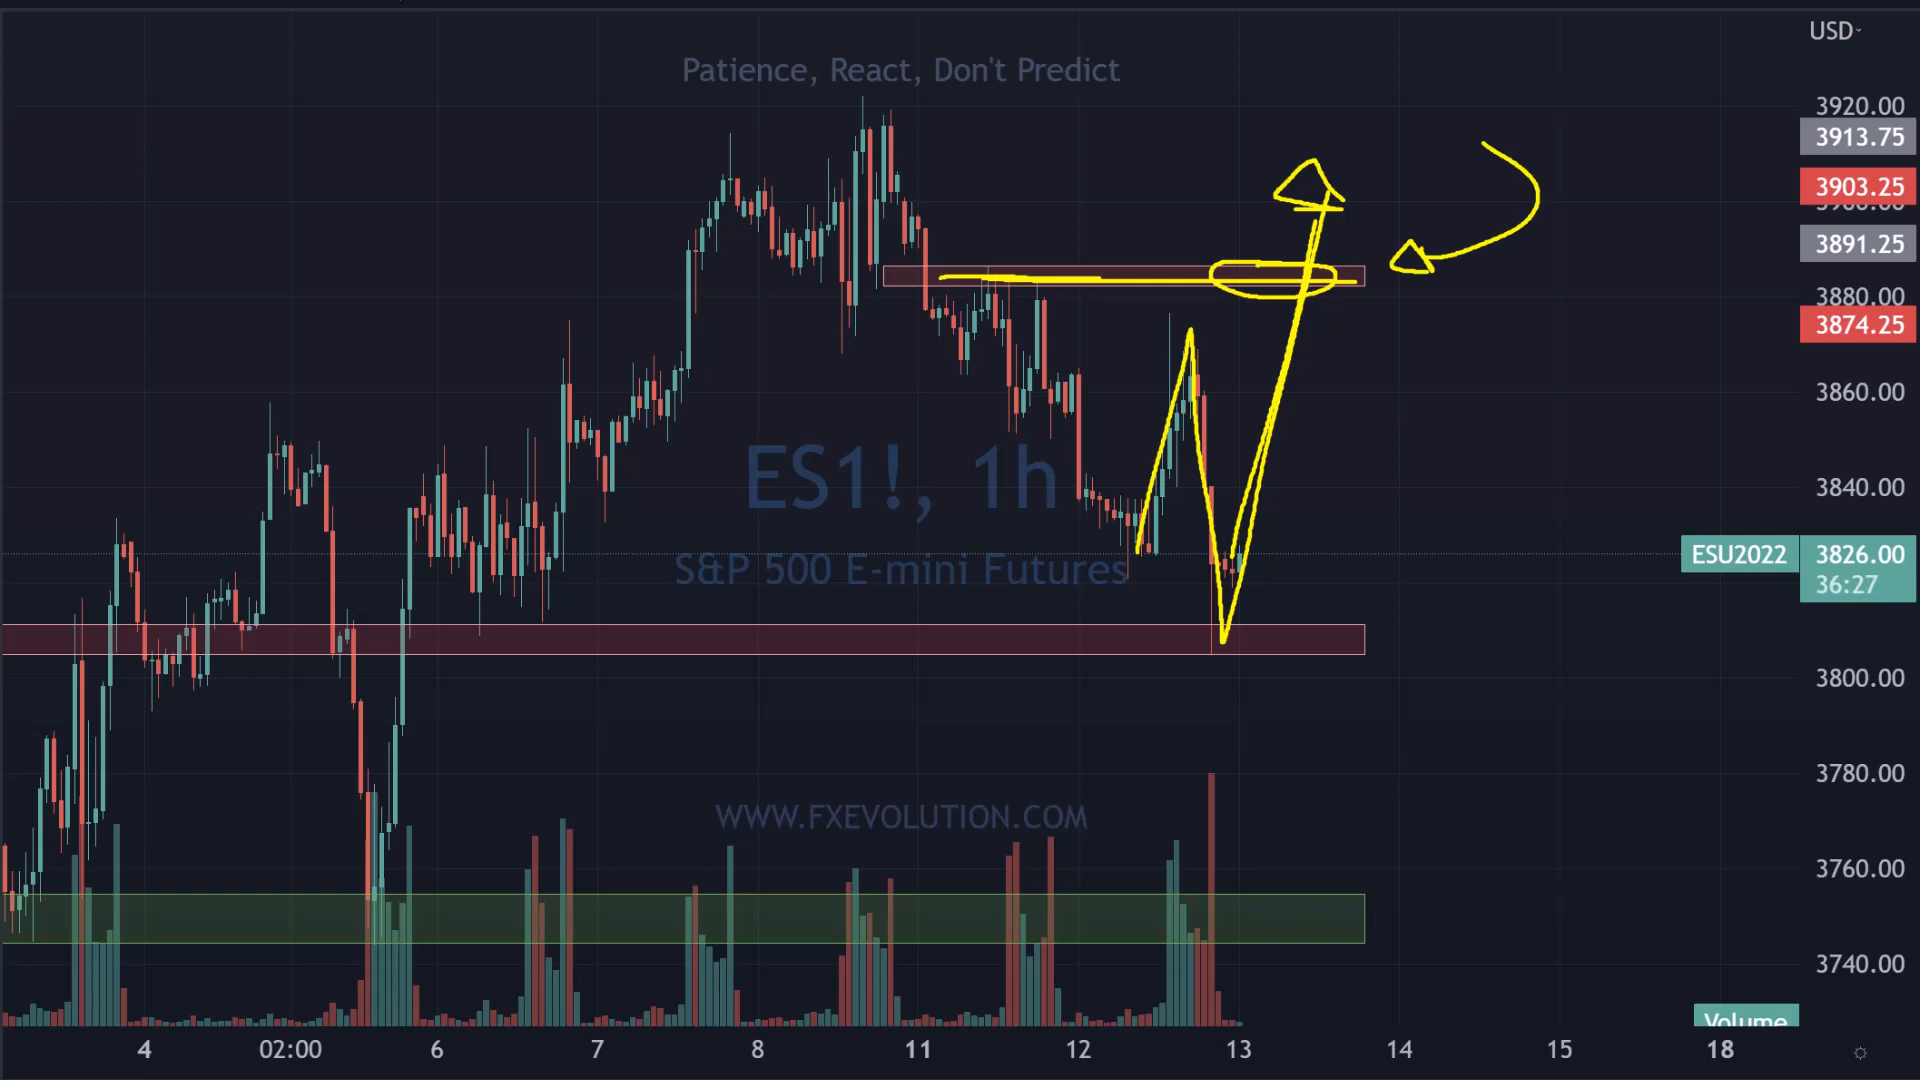 USD
Patience, React, Don't Predict
3920.00
3913.75
3903.25
3891.25
3880.00
3874.25
3860.00
ES1!, 1h
3840.00
S&P 500 E-mini Futures
ESU2022 3826.00
36:27
3800.00
3780.00
WWW.FXEVOLUTION.COM
3760.00
3740.00
Volume
4 02:00 6 7 8 11 12 13 14 15 18